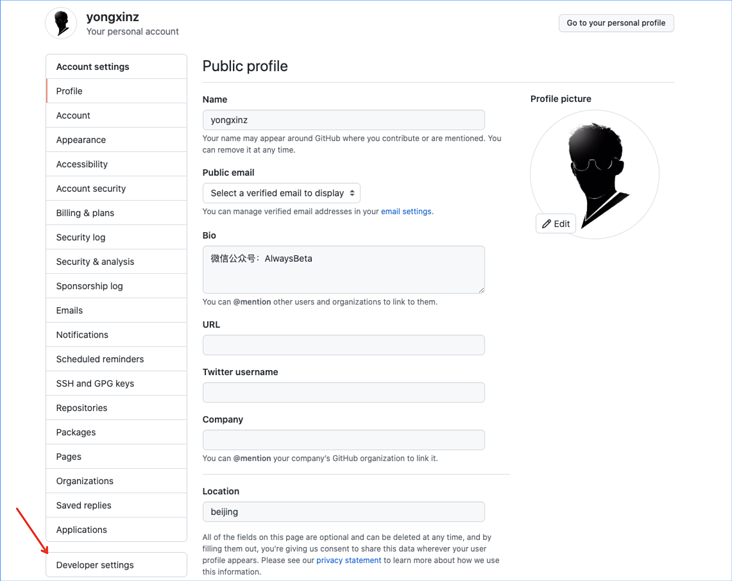 yongxinz
Your personal account
Go to your personal profile
Account settings
Profile
Account
Appearance
Accessibility
Account security
Billing & plans
Security log
Security & analysis
Sponsorship log
Emails
Notifications
Scheduled reminders
SSH and GPG keys
Repositories
Packages
Pages
Organizations
Saved replies
Applications
Developer settings
Public profile
Name
yongxinz
Your name may appear around GitHub where you contribute or are mentioned. You
can remove it at any time.
Public email
Select a verified email to display
You can manage verified email addresses in your email settings.
Bio
微信公众号：AlwaysBeta
You can @mention other users and organizations to link to them.
URL
Twitter username
Company
You can @mention your company's GitHub organization to link it.
Location
beijing
All of the fields on this page are optional and can be deleted at any time, and by
filling them out, you're giving us consent to share this data wherever your user
profile appears. Please see our privacy statement to learn more about how we use
this information.
Profile picture
Edit